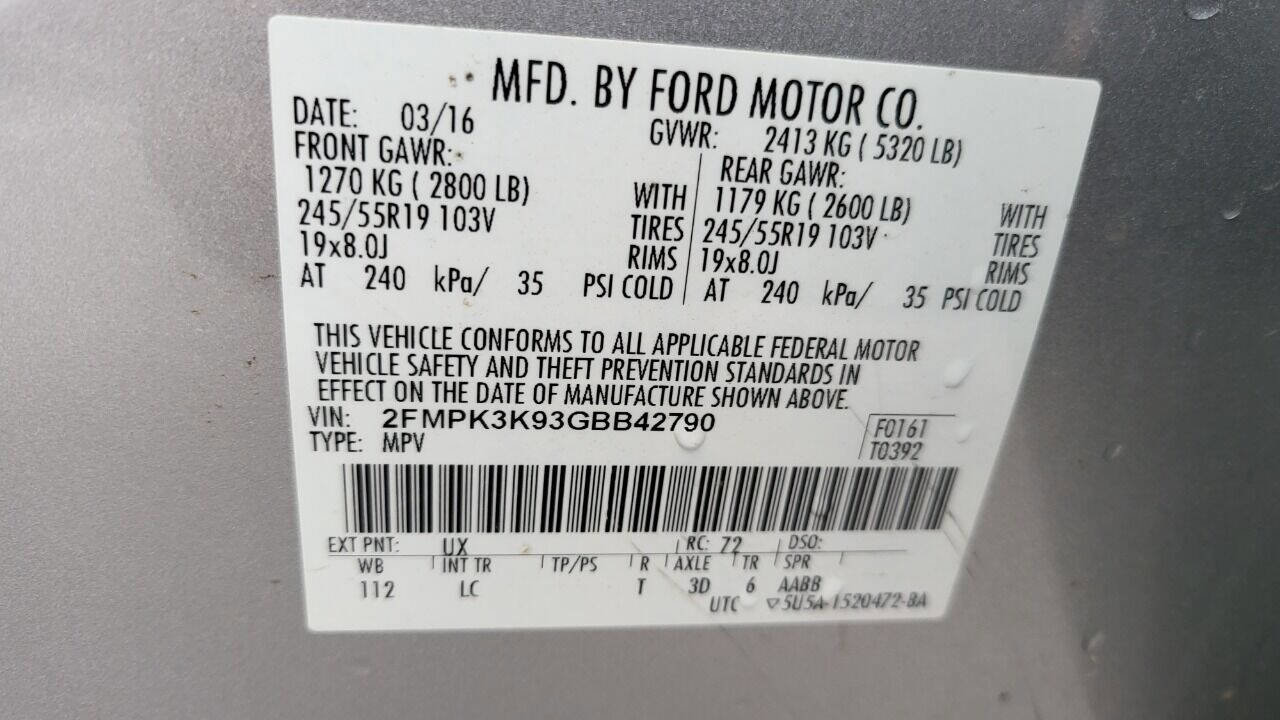 MFD. BY FORD MOTOR CO.
DATE: 03/16 GVWR: 2413 KG ( 5320 LB)
FRONT GAWR: REAR GAWR:
1270 KG ( 2800 LB) WITH 1179 KG ( 2600 LB) WITH
245/55R19 103V TIRES 245/55R19 103V TIRES
19x8.0J RIMS 19x8.0J RIMS
AT 240 kPa/ 35 PSI COLD AT 240 kPa/ 35 PSI COLD
THIS VEHICLE CONFORMS TO ALL APPLICABLE FEDERAL MOTOR
VEHICLE SAFETY AND THEFT PREVENTION STANDARDS IN
EFFECT ON THE DATE OF MANUFACTURE SHOWN ABOVE.
VIN: 2FMPK3K93GBB42790 F0161
TYPE: MPV T0392
EXT PNT: UX RC: 72 DSO:
WB INT TR TP/PS R AXLE TR SPR
112 LC T 3D 6 AABB
UTC ▽5U5A-1520472-BA